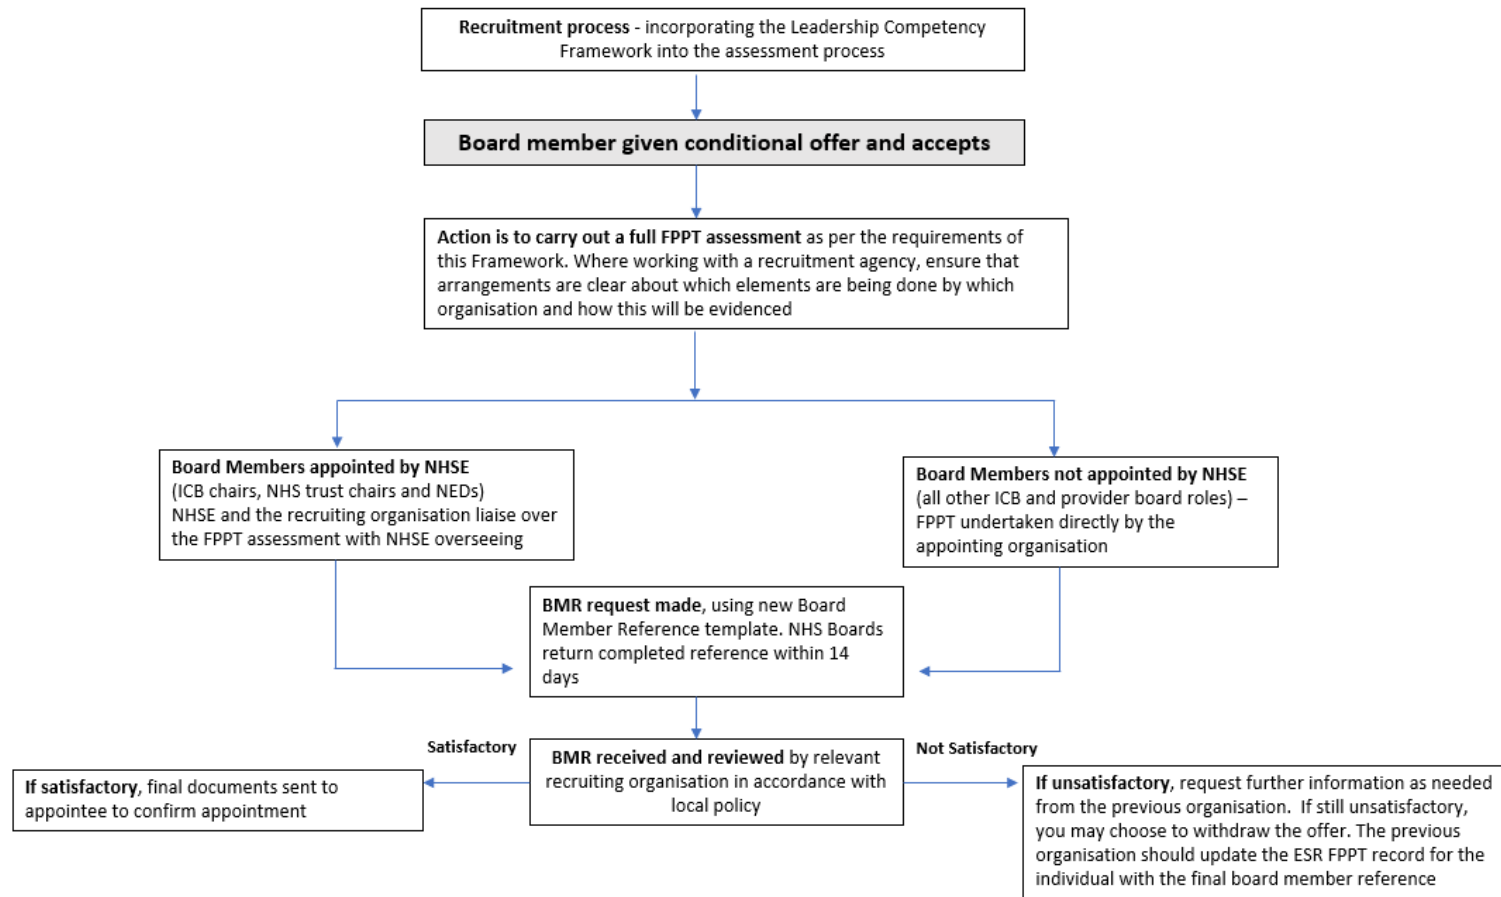 Recruitment process - incorporating the Leadership Competency
Framework into the assessment process
Board member given conditional offer and accepts
Action is to carry out a full FPPT assessment as per the requirements of
this Framework. Where working with a recruitment agency, ensure that
arrangements are clear about which elements are being done by which
organisation and how this will be evidenced
Board Members appointed by NHSE
(ICB chairs, NHS trust chairs and NEDs)
NHSE and the recruiting organisation liaise over
the FPPT assessment with NHSE overseeing
Board Members not appointed by NHSE
(all other ICB and provider board roles) –
FPPT undertaken directly by the
appointing organisation
BMR request made, using new Board
Member Reference template. NHS Boards
return completed reference within 14
days
Satisfactory
BMR received and reviewed by relevant
recruiting organisation in accordance with
local policy
Not Satisfactory
If satisfactory, final documents sent to
appointee to confirm appointment
If unsatisfactory, request further information as needed
from the previous organisation.  If still unsatisfactory,
you may choose to withdraw the offer. The previous
organisation should update the ESR FPPT record for the
individual with the final board member reference